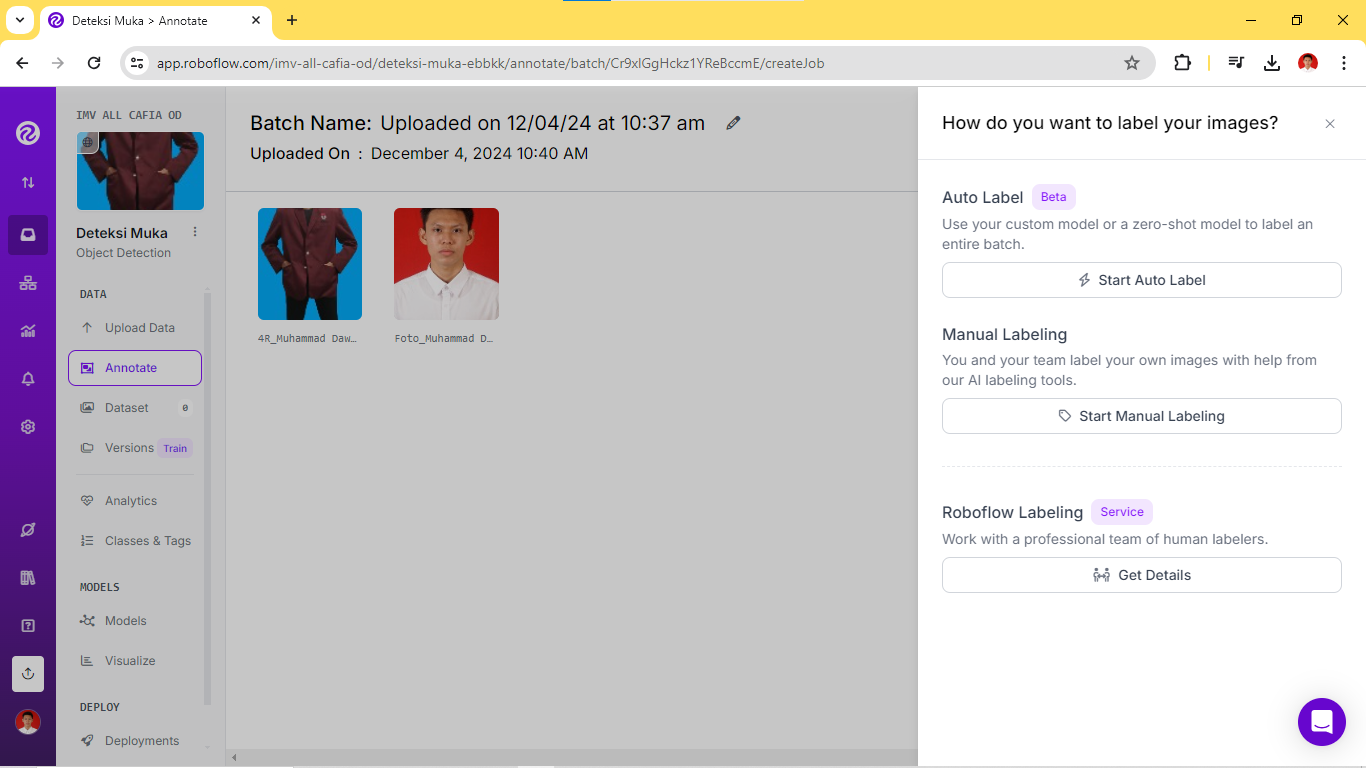 Deteksi Muka > Annotate
app.roboflow.com/imv-all-cafia-od/deteksi-muka-ebbkk/annotate/batch/Cr9xlGgHckz1YReBccmE/createJob
IMV ALL CAFIA OD
Deteksi Muka
Object Detection
DATA
Upload Data
Annotate
Dataset 0
Versions Train
Analytics
Classes & Tags
MODELS
Models
Visualize
DEPLOY
Deployments
Batch Name: Uploaded on 12/04/24 at 10:37 am
Uploaded On : December 4, 2024 10:40 AM
4R_Muhammad Daw…
Foto_Muhammad D…
How do you want to label your images?
Auto Label Beta
Use your custom model or a zero-shot model to label an
entire batch.
Start Auto Label
Manual Labeling
You and your team label your own images with help from
our AI labeling tools.
Start Manual Labeling
Roboflow Labeling Service
Work with a professional team of human labelers.
Get Details